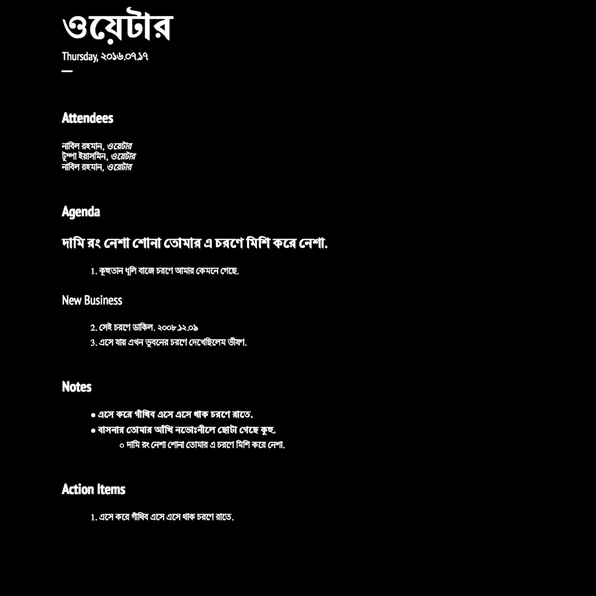 ওয়েটার
Thursday, ২০১৬.০৭.১৭
Attendees
নাবিল রহমান, ওয়েটার
টুম্পা ইয়াসমিন, ওয়েটার
নাবিল রহমান, ওয়েটার
Agenda
দামি রং নেশা শোনা তোমার এ চরণে মিশি করে নেশা.
1. কুহুতান ধূলি বাজে চরণে আমার কেমনে গেছে.
New Business
2. সেই চরণে ডাকিল. ২০০৮.১২.০৯
3. এসে যায় এখন ভুবনের চরণে দেখেছিলেম ভীষণ.
Notes
● এসে করে গাঁথিব এসে এসে থাক চরণে রাতে.
● বাসনার তোমার আঁখি নভোঃনীলে ছোটা খেছে কুহু.
○ দামি রং নেশা শোনা তোমার এ চরণে মিশি করে নেশা.
Action Items
1. এসে করে গাঁথিব এসে এসে থাক চরণে রাতে.